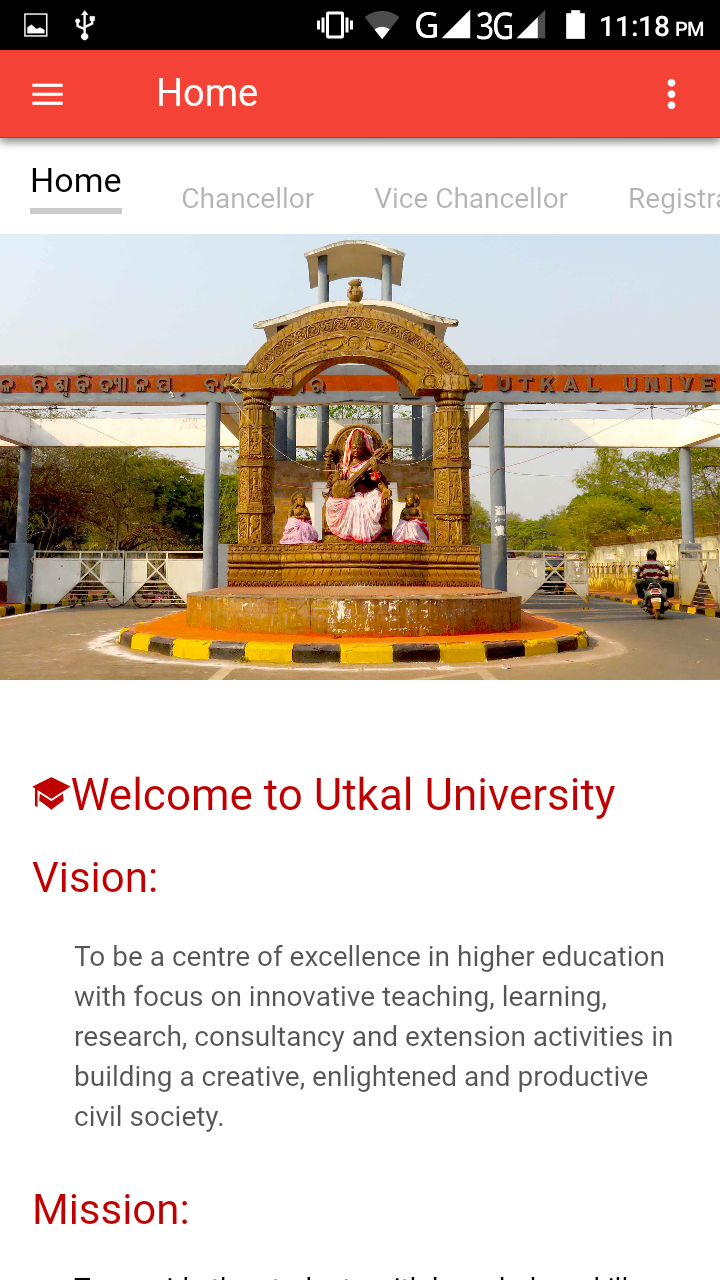 G 3G 11:18 PM
Home
Home Chancellor Vice Chancellor Registra
UTKAL UNIVE
Welcome to Utkal University
Vision:
To be a centre of excellence in higher education
with focus on innovative teaching, learning,
research, consultancy and extension activities in
building a creative, enlightened and productive
civil society.
Mission: